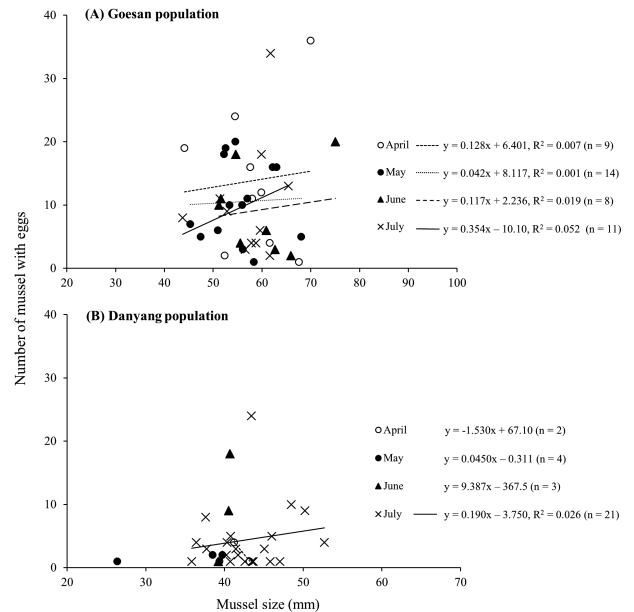 (A) Goesan population
40
30
20
10
0
20 30 40 50 60 70 80 90 100
April y = 0.128x + 6.401, R² = 0.007 (n = 9)
May y = 0.042x + 8.117, R² = 0.001 (n = 14)
June y = 0.117x + 2.236, R² = 0.019 (n = 8)
July y = 0.354x – 10.10, R² = 0.052 (n = 11)
Number of mussel with eggs
(B) Danyang population
40
30
20
10
0
20 30 40 50 60 70
April y = -1.530x + 67.10 (n = 2)
May y = 0.0450x – 0.311 (n = 4)
June y = 9.387x – 367.5 (n = 3)
July y = 0.190x – 3.750, R² = 0.026 (n = 21)
Mussel size (mm)